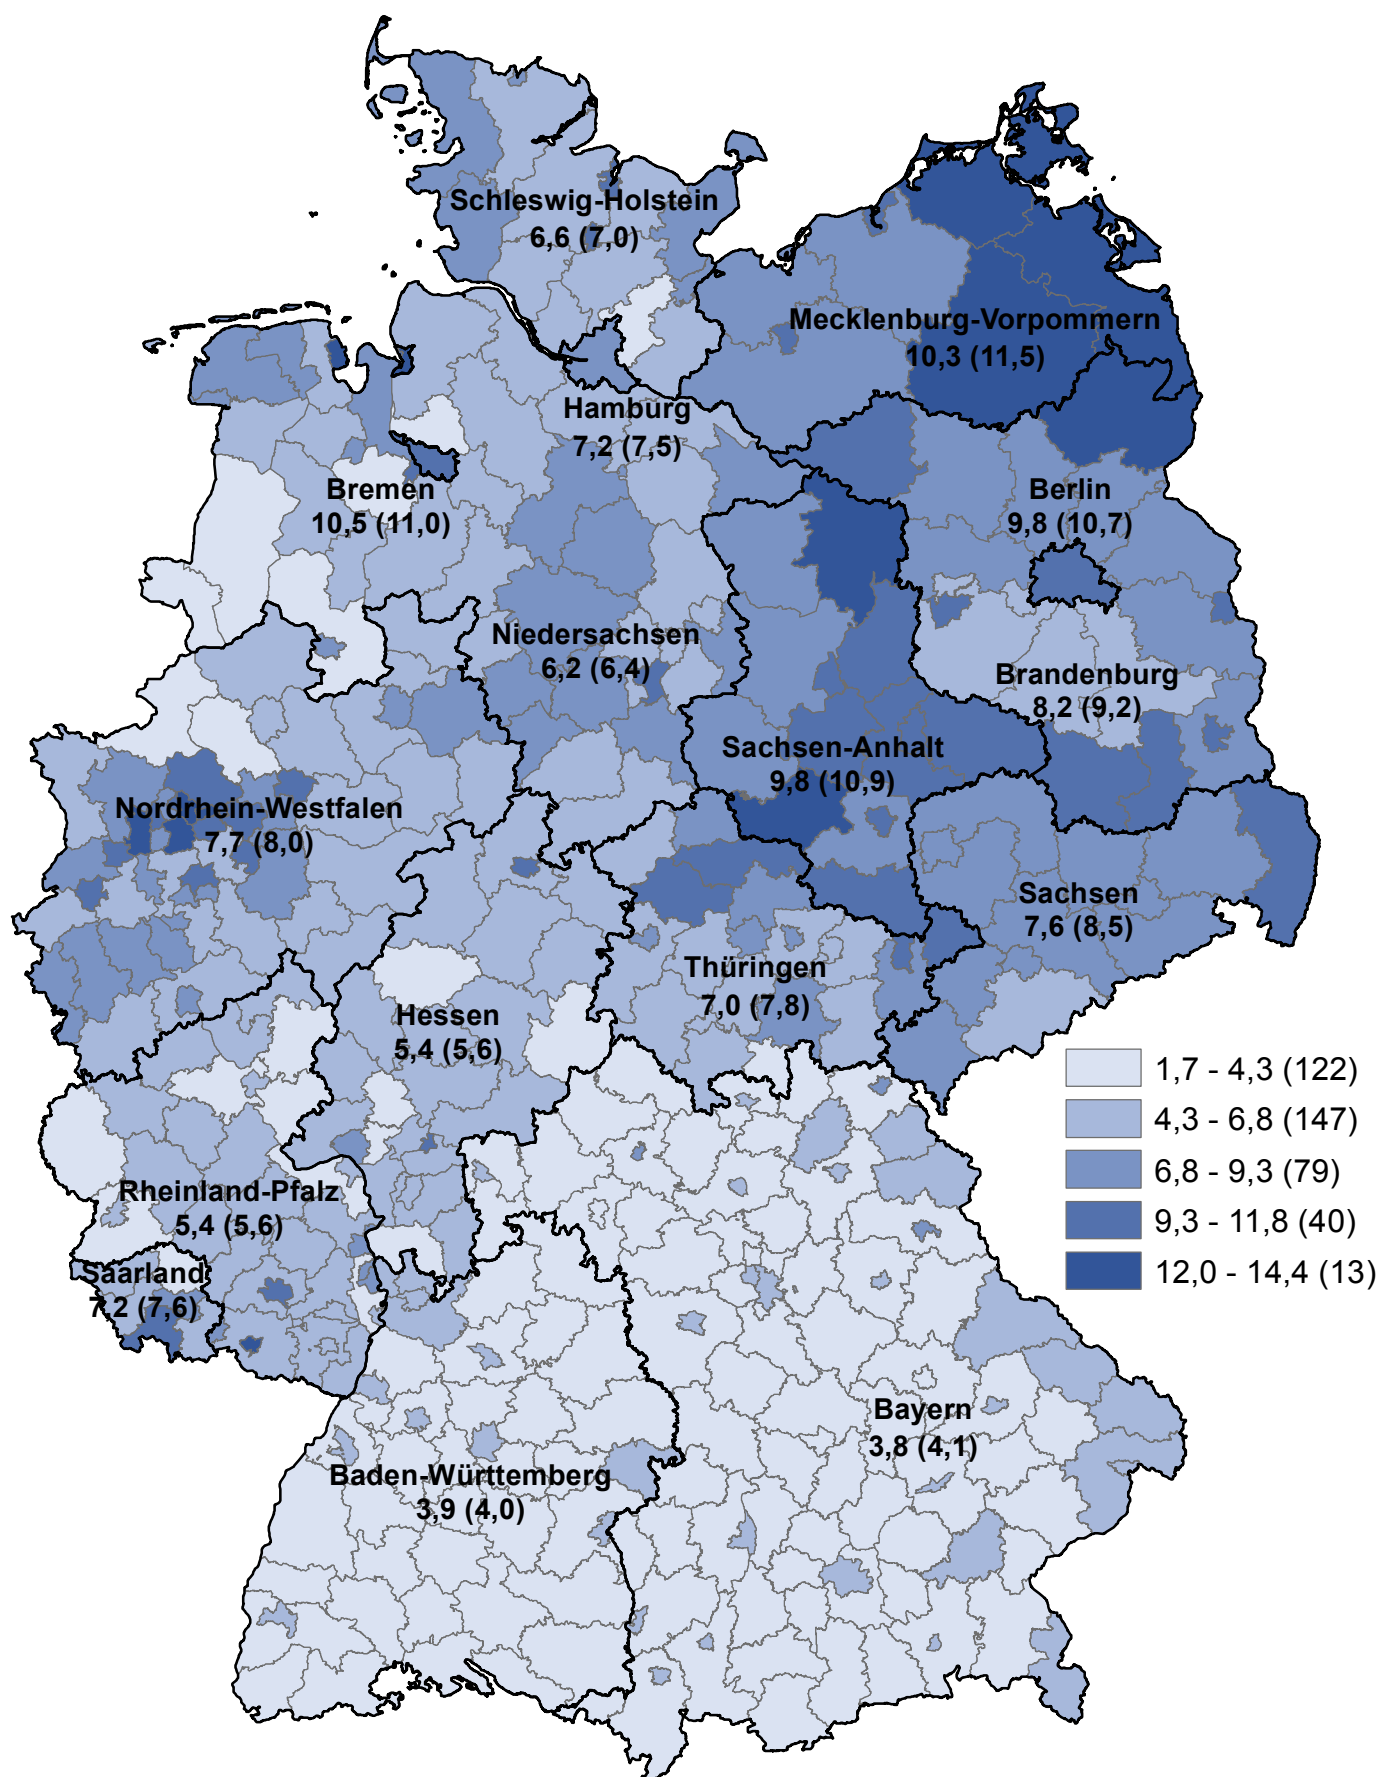 Schleswig-Holstein
6,6 (7,0)
Mecklenburg-Vorpommern
10,3 (11,5)
Hamburg
7,2 (7,5)
Bremen
10,5 (11,0)
Berlin
9,8 (10,7)
Niedersachsen
6,2 (6,4)
Brandenburg
8,2 (9,2)
Sachsen-Anhalt
9,8 (10,9)
Nordrhein-Westfalen
7,7 (8,0)
Sachsen
7,6 (8,5)
Thüringen
7,0 (7,8)
Hessen
5,4 (5,6)
1,7 - 4,3 (122)
4,3 - 6,8 (147)
6,8 - 9,3 (79)
9,3 - 11,8 (40)
12,0 - 14,4 (13)
Rheinland-Pfalz
5,4 (5,6)
Saarland
7,2 (7,6)
Bayern
3,8 (4,1)
Baden-Württemberg
3,9 (4,0)